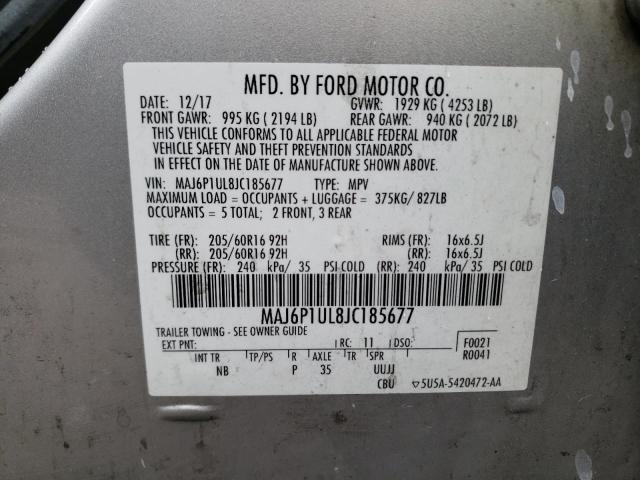 MFD. BY FORD MOTOR CO.
DATE: 12/17 GVWR: 1929 KG ( 4253 LB)
FRONT GAWR: 995 KG ( 2194 LB) REAR GAWR: 940 KG ( 2072 LB)
THIS VEHICLE CONFORMS TO ALL APPLICABLE FEDERAL MOTOR
VEHICLE SAFETY AND THEFT PREVENTION STANDARDS
IN EFFECT ON THE DATE OF MANUFACTURE SHOWN ABOVE.
VIN: MAJ6P1UL8JC185677 TYPE: MPV
MAXIMUM LOAD = OCCUPANTS + LUGGAGE = 375KG/ 827LB
OCCUPANTS = 5 TOTAL; 2 FRONT, 3 REAR
TIRE (FR): 205/60R16 92H RIMS (FR): 16x6.5J
(RR): 205/60R16 92H (RR): 16x6.5J
PRESSURE (FR): 240 kPa/ 35 PSI COLD (RR): 240 kPa/ 35 PSI COLD
MAJ6P1UL8JC185677
TRAILER TOWING - SEE OWNER GUIDE
EXT PNT: RC: 11 DSO: F0021
INT TR TP/PS R AXLE TR SPR R0041
NB P 35 UUJJ
CBU 5U5A-5420472-AA